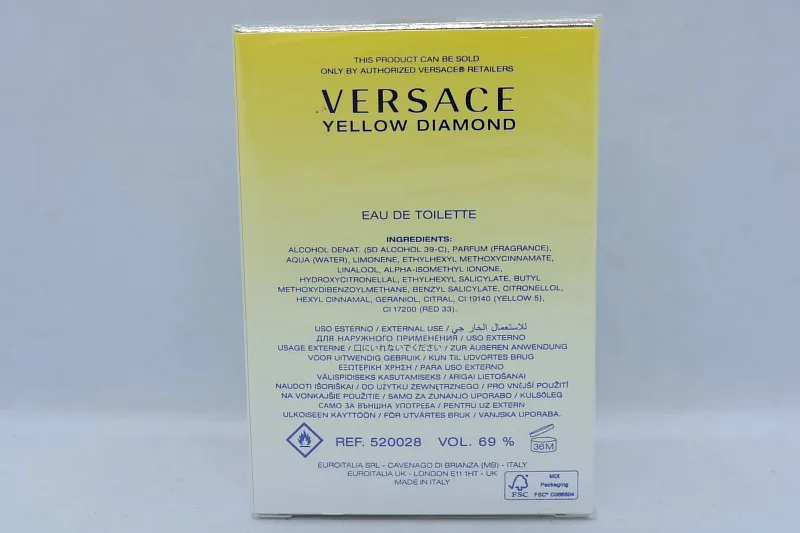 THIS PRODUCT CAN BE SOLD
ONLY BY AUTHORIZED VERSACE® RETAILERS
VERSACE
YELLOW DIAMOND
EAU DE TOILETTE
INGREDIENTS:
ALCOHOL DENAT. (SD ALCOHOL 39-C), PARFUM (FRAGRANCE),
AQUA (WATER), LIMONENE, ETHYLHEXYL METHOXYCINNAMATE,
LINALOOL, ALPHA-ISOMETHYL IONONE,
HYDROXYCITRONELLAL, ETHYLHEXYL SALICYLATE, BUTYL
METHOXYDIBENZOYLMETHANE, BENZYL SALICYLATE, CITRONELLOL,
HEXYL CINNAMAL, GERANIOL, CITRAL, CI 19140 (YELLOW 5),
CI 17200 (RED 33).
USO ESTERNO / EXTERNAL USE / للاستعمال الخارجي
ДЛЯ НАРУЖНОГО ПРИМЕНЕНИЯ / USO EXTERNO
USAGE EXTERNE / 口にいれないでください / ZUR ÄUßEREN ANWENDUNG
VOOR UITWENDIG GEBRUIK / KUN TIL UDVORTES BRUG
ΕΞΩΤΕΡΙΚΗ ΧΡΗΣΗ / PARA USO EXTERNO
VÄLISPIDISEKS KASUTAMISEKS / ĀRĪGAI LIETOŠANAI
NAUDOTI IŠORIŠKAI / DO UŻYTKU ZEWNĘTRZNEGO / PRO VNĚJŠÍ POUŽITÍ
NA VONKAJŠIE POUŽITIE / SAMO ZA ZUNANJO UPORABO / KÜLSŐLEG
САМО ЗА ВЪНШНА УПОТРЕБА / PENTRU UZ EXTERN
ULKOISEEN KÄYTTÖÖN / FÖR UTVÄRTES BRUK / VANJSKA UPORABA.
REF. 520028 VOL. 69 % 36M
EUROITALIA SRL - CAVENAGO DI BRIANZA (MB) - ITALY
EUROITALIA UK - LONDON E11 1HT - UK
MADE IN ITALY
FSC
MIX
Packaging